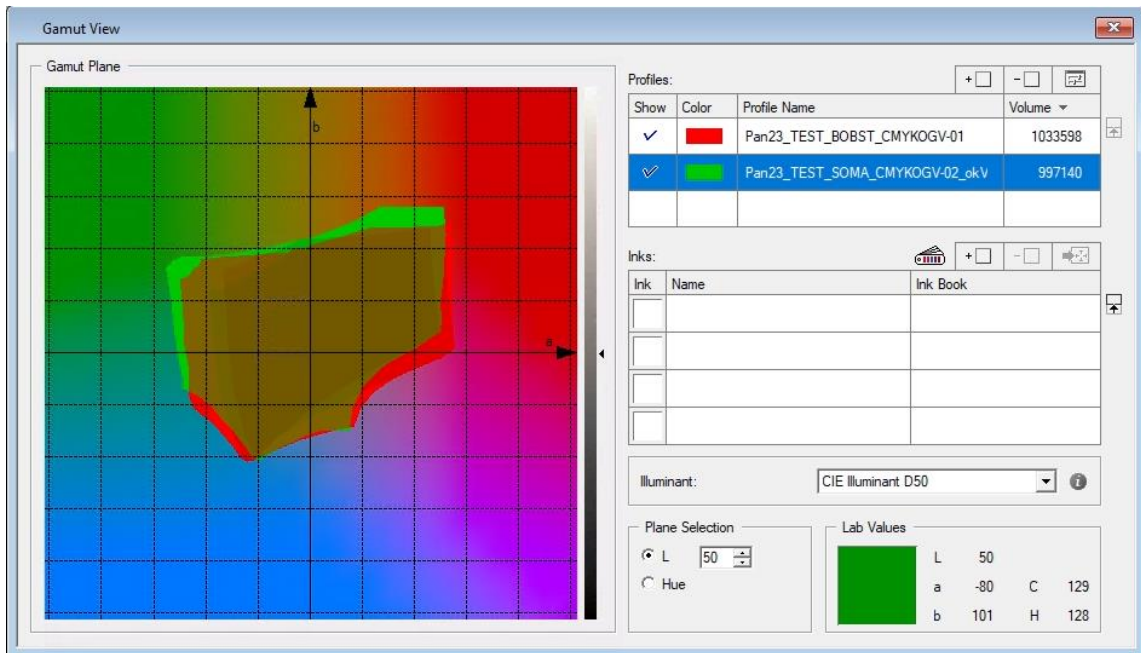 Gamut View
Gamut Plane
b
a
Profiles:
Show Color Profile Name Volume
Pan23_TEST_BOBST_CMYKOGV-01 1033598
Pan23_TEST_SOMA_CMYKOGV-02_okV 997140
Inks:
Ink Name Ink Book
Illuminant: CIE Illuminant D50
Plane Selection
L 50
Hue
Lab Values
L 50
a -80 C 129
b 101 H 128